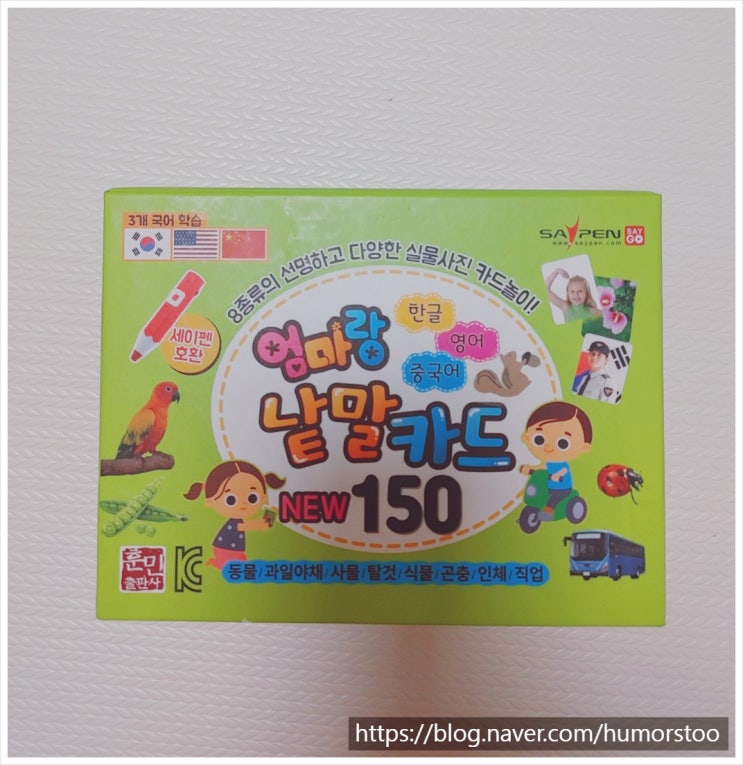 3개 국어 학습
SAYPEN
www.saypen.com
SAY
GO
8종류의 선명하고 다양한 실물사진 카드놀이!
세이펜
호환
엄마랑
한글
영어
중국어
낱말카드
NEW 150
훈민
출판사
KC
동물/과일야채/사물/탈것/식물/곤충/인체/직업
https://blog.naver.com/humorstoo